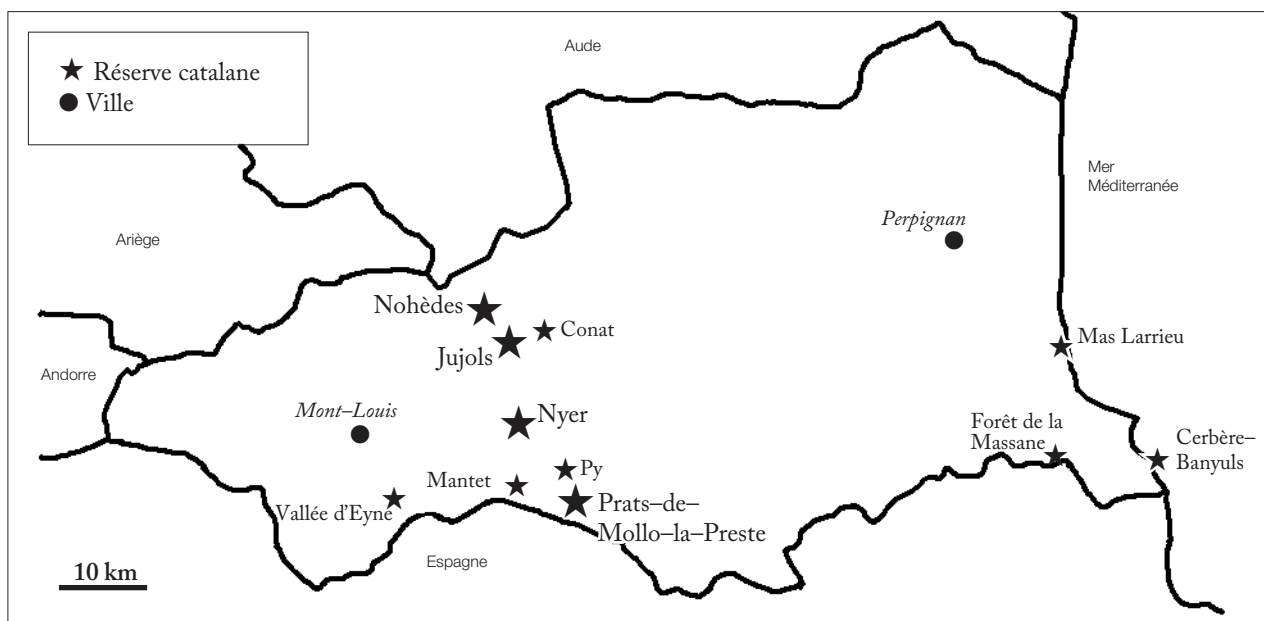 Réserve catalane
Ville
Aude
Mer
Méditerranée
Perpignan
Ariège
Nohèdes
Conat
Jujols
Mas Larrieu
Andorre
Mont–Louis
Nyer
Forêt de la
Massane
Cerbère–
Banyuls
Py
Mantet
Vallée d'Eyne
Prats–de–
Mollo–la–Preste
Espagne
10 km